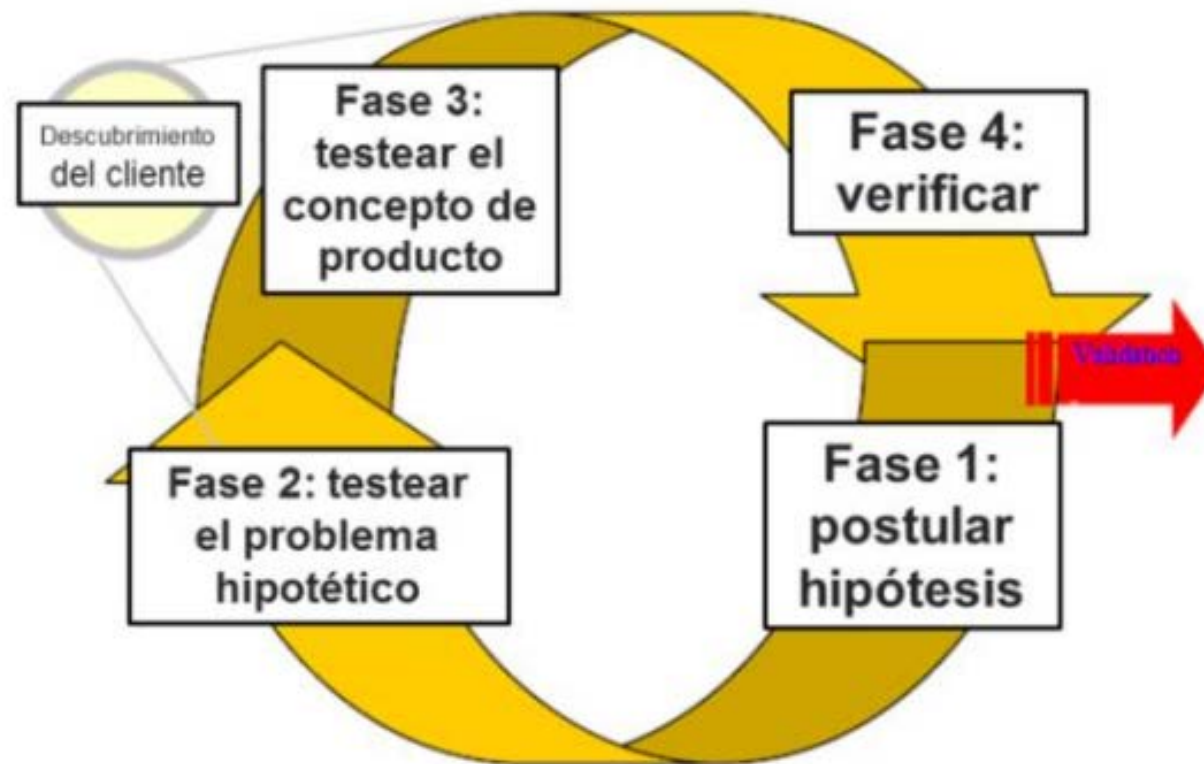 Descubrimiento
del cliente
Fase 3:
testear el
concepto de
producto
Fase 4:
verificar
Validation
Fase 2: testear
el problema
hipotético
Fase 1:
postular
hipótesis